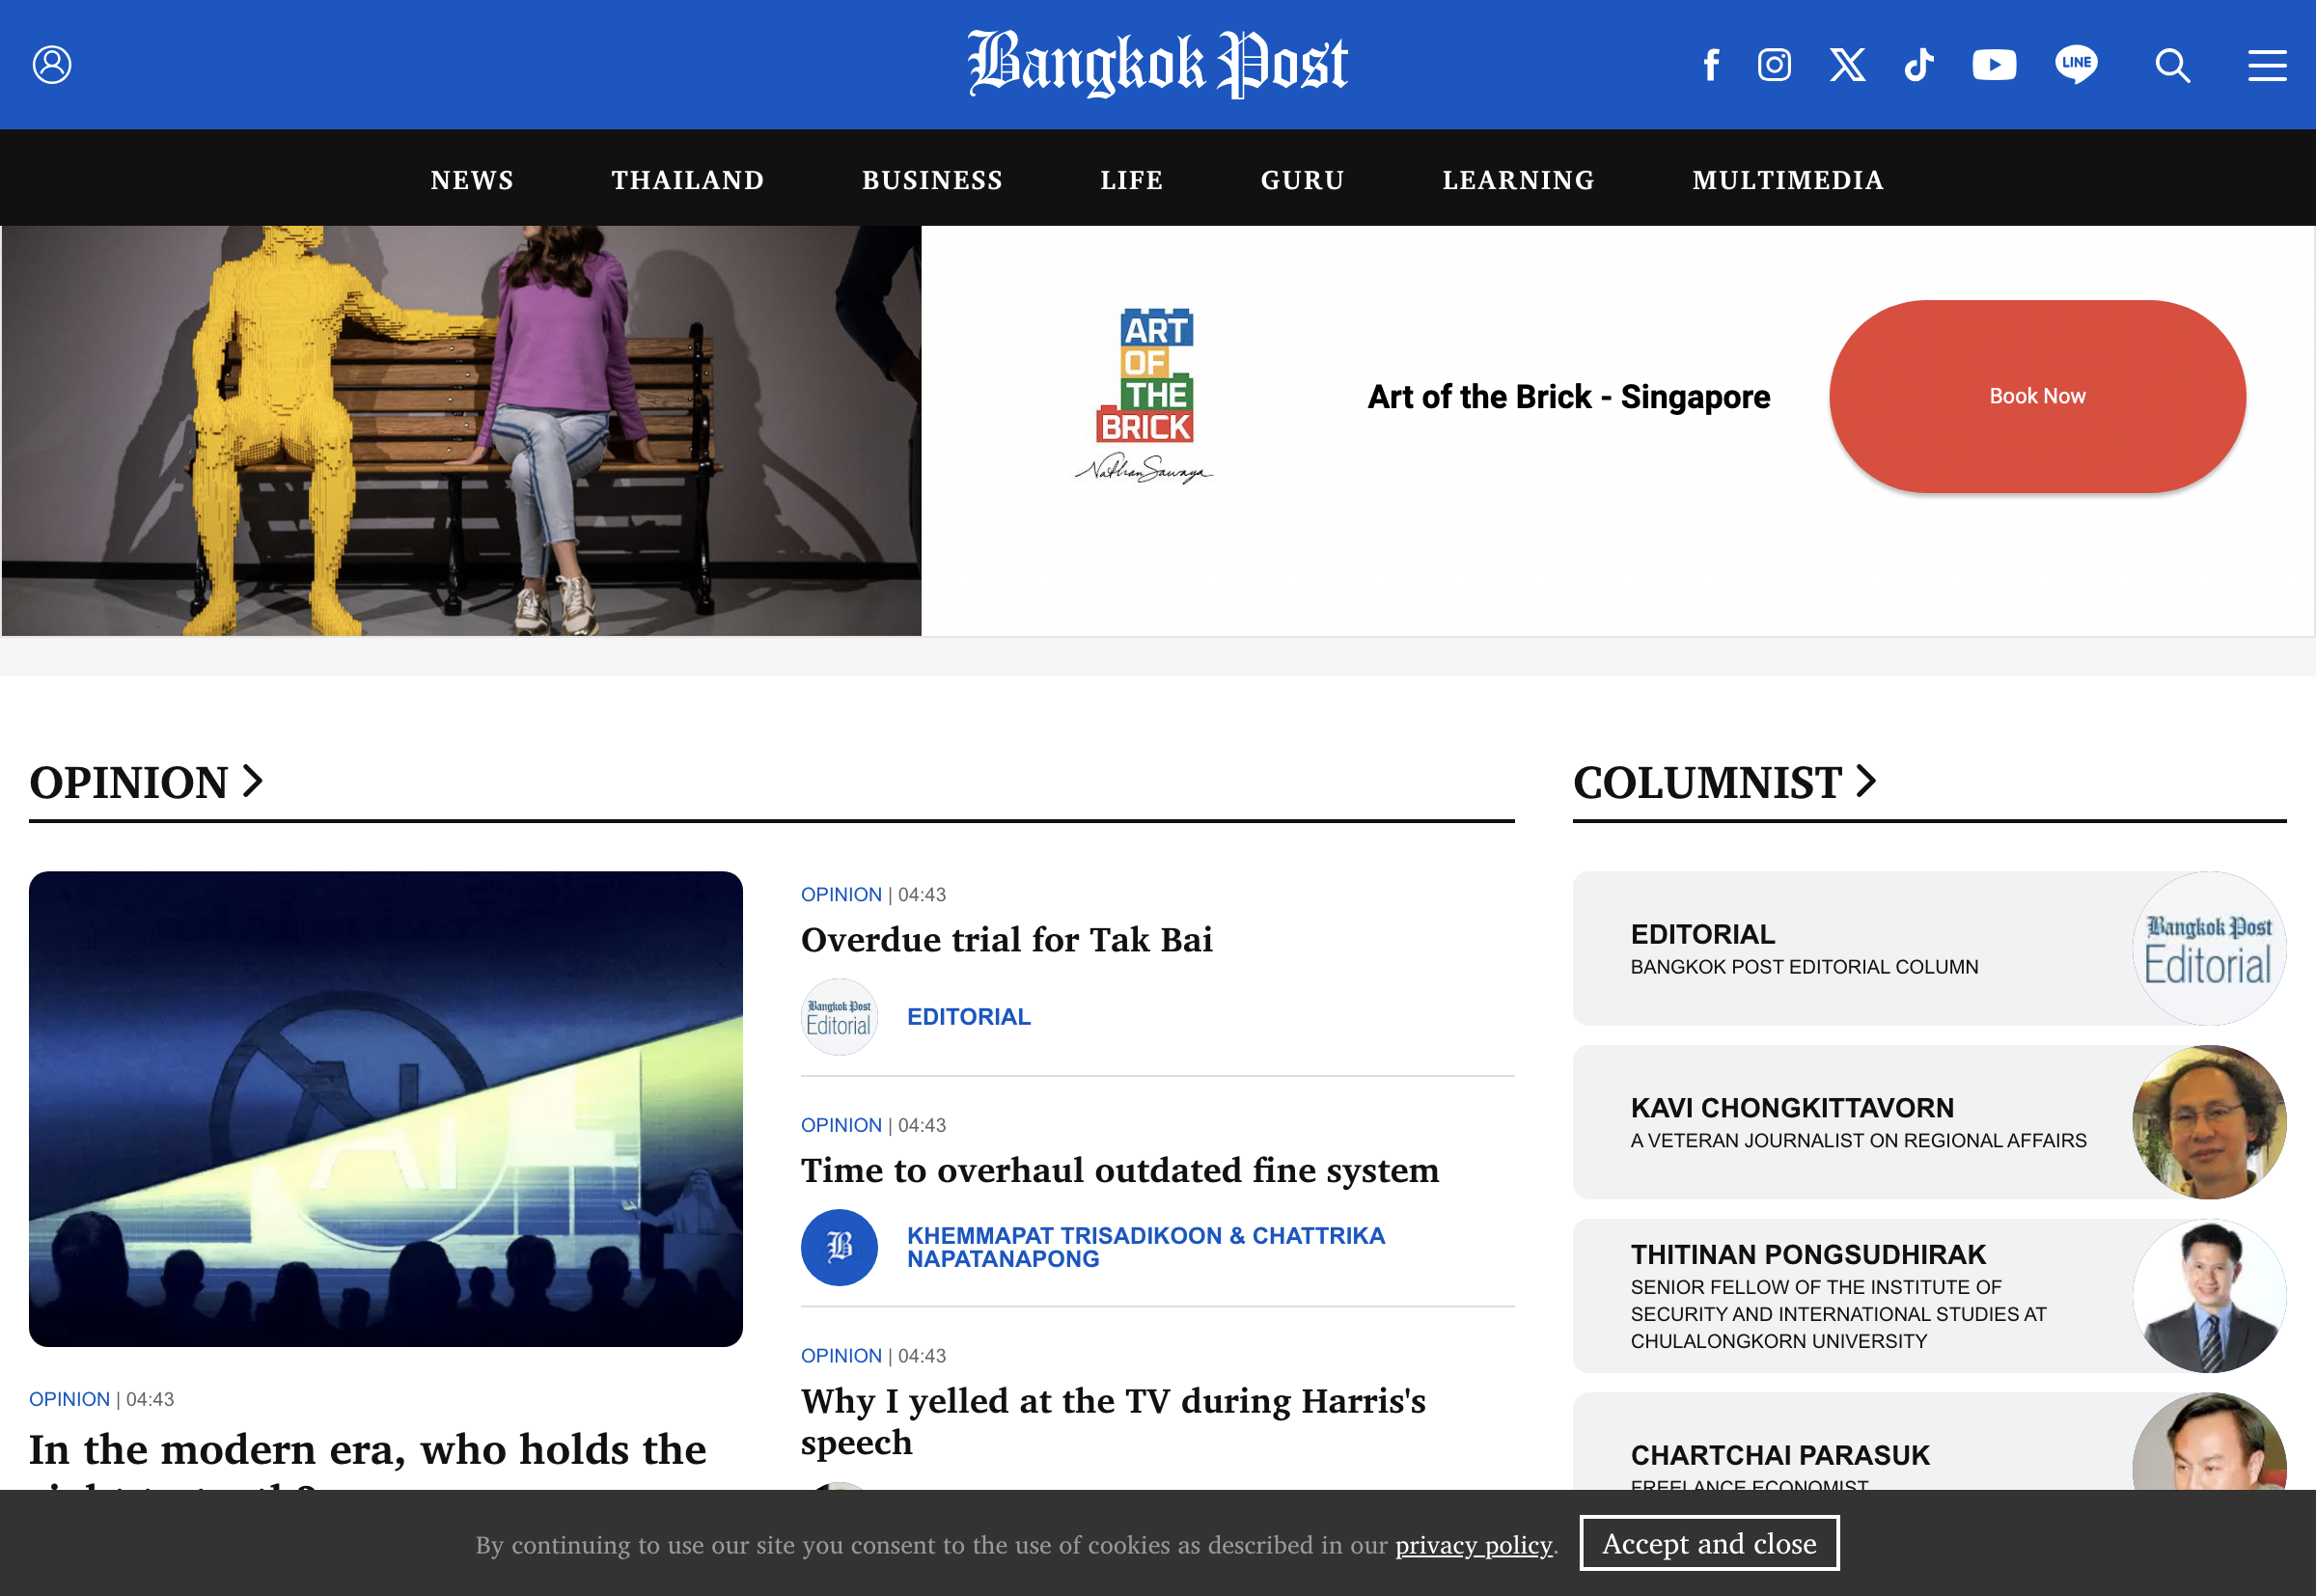 Bangkok Post
LINE
NEWS THAILAND BUSINESS LIFE GURU LEARNING MULTIMEDIA
ART
OF
THE
BRICK
Nathan Sawaya
Art of the Brick - Singapore
Book Now
OPINION
AI
OPINION | 04:43
In the modern era, who holds the
OPINION | 04:43
Overdue trial for Tak Bai
Bangkok Post
Editorial
EDITORIAL
OPINION | 04:43
Time to overhaul outdated fine system
B
KHEMMAPAT TRISADIKOON & CHATTRIKA
NAPATANAPONG
OPINION | 04:43
Why I yelled at the TV during Harris's
speech
COLUMNIST
EDITORIAL
BANGKOK POST EDITORIAL COLUMN
Bangkok Post
Editorial
KAVI CHONGKITTAVORN
A VETERAN JOURNALIST ON REGIONAL AFFAIRS
THITINAN PONGSUDHIRAK
SENIOR FELLOW OF THE INSTITUTE OF
SECURITY AND INTERNATIONAL STUDIES AT
CHULALONGKORN UNIVERSITY
CHARTCHAI PARASUK
FREELANCE ECONOMIST
By continuing to use our site you consent to the use of cookies as described in our privacy policy.
Accept and close